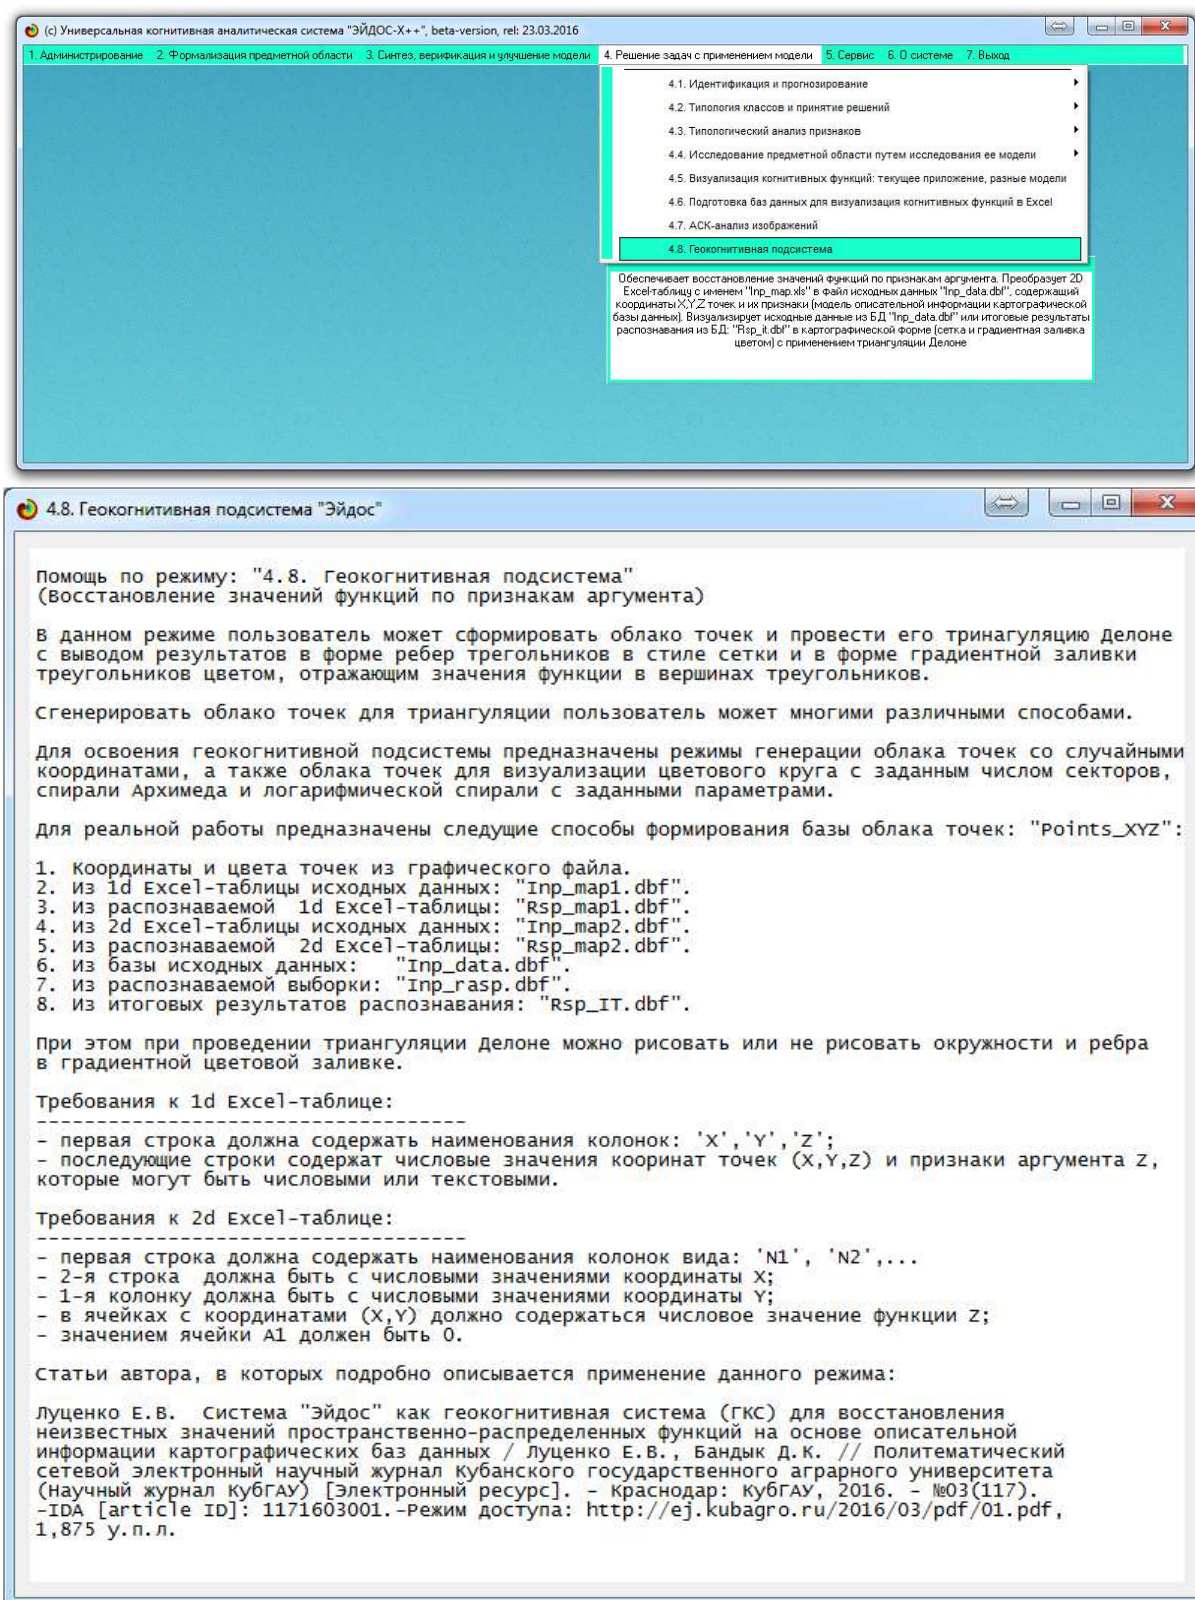 (c) Универсальная когнитивная аналитическая система "ЭЙДОС-X++", beta-version, rel: 23.03.2016
1. Администрирование 2. Формализация предметной области 3. Синтез, верификация и улучшение модели 4. Решение задач с применением модели 5. Сервис 6. О системе 7. Выход
4.1. Идентификация и прогнозирование
4.2. Типология классов и принятие решений
4.3. Типологический анализ признаков
4.4. Исследование предметной области путем исследования ее модели
4.5. Визуализация когнитивных функций: текущее приложение, разные модели
4.6. Подготовка баз данных для визуализация когнитивных функций в Excel
4.7. АСК-анализ изображений
4.8. Геокогнитивная подсистема
Обеспечивает восстановление значений функций по признакам аргумента. Преобразует 2D
Excel-таблицу с именем "Inp_map.xls" в файл исходных данных "Inp_data.dbf", содержащий
координаты X,Y,Z точек и их признаки (модель описательной информации картографической
базы данных). Визуализирует исходные данные из БД "Inp_data.dbf" или итоговые результаты
распознавания из БД: "Rsp_it.dbf" в картографической форме (сетка и градиентная заливка
цветом) с применением триангуляции Делоне
4.8. Геокогнитивная подсистема "Эйдос"
Помощь по режиму: "4.8. Геокогнитивная подсистема"
(Восстановление значений функций по признакам аргумента)
В данном режиме пользователь может сформировать облако точек и провести его тринагуляцию Делоне
с выводом результатов в форме ребер трегольников в стиле сетки и в форме градиентной заливки
треугольников цветом, отражающим значения функции в вершинах треугольников.
Сгенерировать облако точек для триангуляции пользователь может многими различными способами.
Для освоения геокогнитивной подсистемы предназначены режимы генерации облака точек со случайными
координатами, а также облака точек для визуализации цветового круга с заданным числом секторов,
спирали Архимеда и логарифмической спирали с заданными параметрами.
Для реальной работы предназначены следущие способы формирования базы облака точек: "Points_XYZ":
1. Координаты и цвета точек из графического файла.
2. Из 1d Excel-таблицы исходных данных: "Inp_map1.dbf".
3. Из распознаваемой 1d Excel-таблицы: "Rsp_map1.dbf".
4. Из 2d Excel-таблицы исходных данных: "Inp_map2.dbf".
5. Из распознаваемой 2d Excel-таблицы: "Rsp_map2.dbf".
6. Из базы исходных данных: "Inp_data.dbf".
7. Из распознаваемой выборки: "Inp_rasp.dbf".
8. Из итоговых результатов распознавания: "Rsp_IT.dbf".
При этом при проведении триангуляции Делоне можно рисовать или не рисовать окружности и ребра
в градиентной цветовой заливке.
Требования к 1d Excel-таблице:
------------------------------------
- первая строка должна содержать наименования колонок: 'X','Y','Z';
- последующие строки содержат числовые значения кооринат точек (X,Y,Z) и признаки аргумента Z,
которые могут быть числовыми или текстовыми.
Требования к 2d Excel-таблице:
------------------------------------
- первая строка должна содержать наименования колонок вида: 'N1', 'N2',...
- 2-я строка должна быть с числовыми значениями координаты X;
- 1-я колонку должна быть с числовыми значениями координаты Y;
- в ячейках с координатами (X,Y) должно содержаться числовое значение функции Z;
- значением ячейки A1 должен быть 0.
Статьи автора, в которых подробно описывается применение данного режима:
Луценко Е.В. Система "Эйдос" как геокогнитивная система (ГКС) для восстановления
неизвестных значений пространственно-распределенных функций на основе описательной
информации картографических баз данных / Луценко Е.В., Бандык Д.К. // Политематический
сетевой электронный научный журнал Кубанского государственного аграрного университета
(Научный журнал КубГАУ) [Электронный ресурс]. - Краснодар: КубГАУ, 2016. - №03(117).
-IDA [article ID]: 1171603001.-Режим доступа: http://ej.kubagro.ru/2016/03/pdf/01.pdf,
1,875 у.п.л.